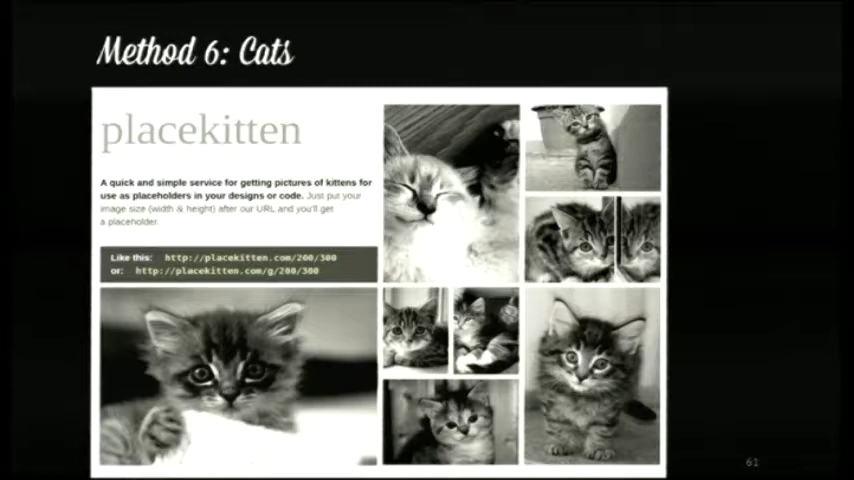 Method 6: Cats
placekitten
A quick and simple service for getting pictures of kittens for
use as placeholders in your designs or code. Just put your
image size (width & height) after our URL and you'll get
a placeholder.
Like this: http://placekitten.com/200/300
or: http://placekitten.com/g/200/300
61